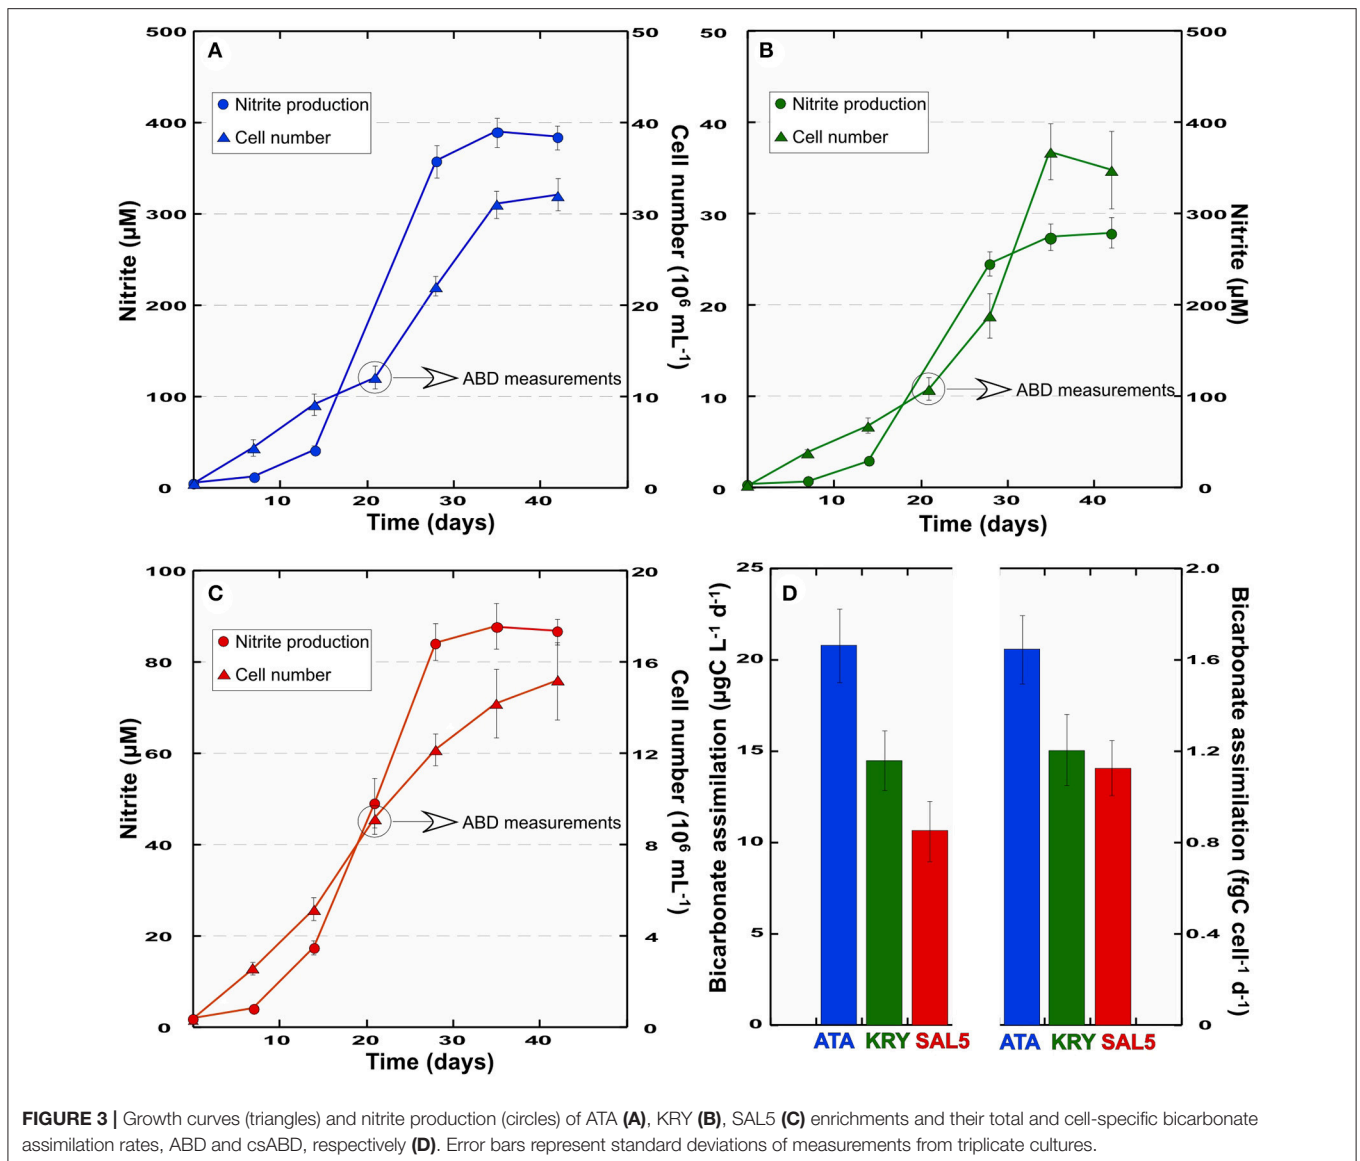 A
Nitrite production
Cell number
500
400
300
200
100
0
Nitrite (µM)
50
40
30
20
10
0
Cell number (10⁶ mL⁻¹)
ABD measurements
10 20 30 40
Time (days)
B
Nitrite production
Cell number
50
40
30
20
10
0
500
400
300
200
100
0
Nitrite (µM)
ABD measurements
10 20 30 40
Time (days)
C
Nitrite production
Cell number
100
80
60
40
20
0
Nitrite (µM)
20
16
12
8
4
0
Cell number (10⁶ mL⁻¹)
ABD measurements
10 20 30 40
Time (days)
D
25
20
15
10
5
0
Bicarbonate assimilation (µgC L⁻¹ d⁻¹)
2.0
1.6
1.2
0.8
0.4
0
Bicarbonate assimilation (fgC cell⁻¹ d⁻¹)
ATA KRY SAL5 ATA KRY SAL5
FIGURE 3 | Growth curves (triangles) and nitrite production (circles) of ATA (A), KRY (B), SAL5 (C) enrichments and their total and cell-specific bicarbonate
assimilation rates, ABD and csABD, respectively (D). Error bars represent standard deviations of measurements from triplicate cultures.